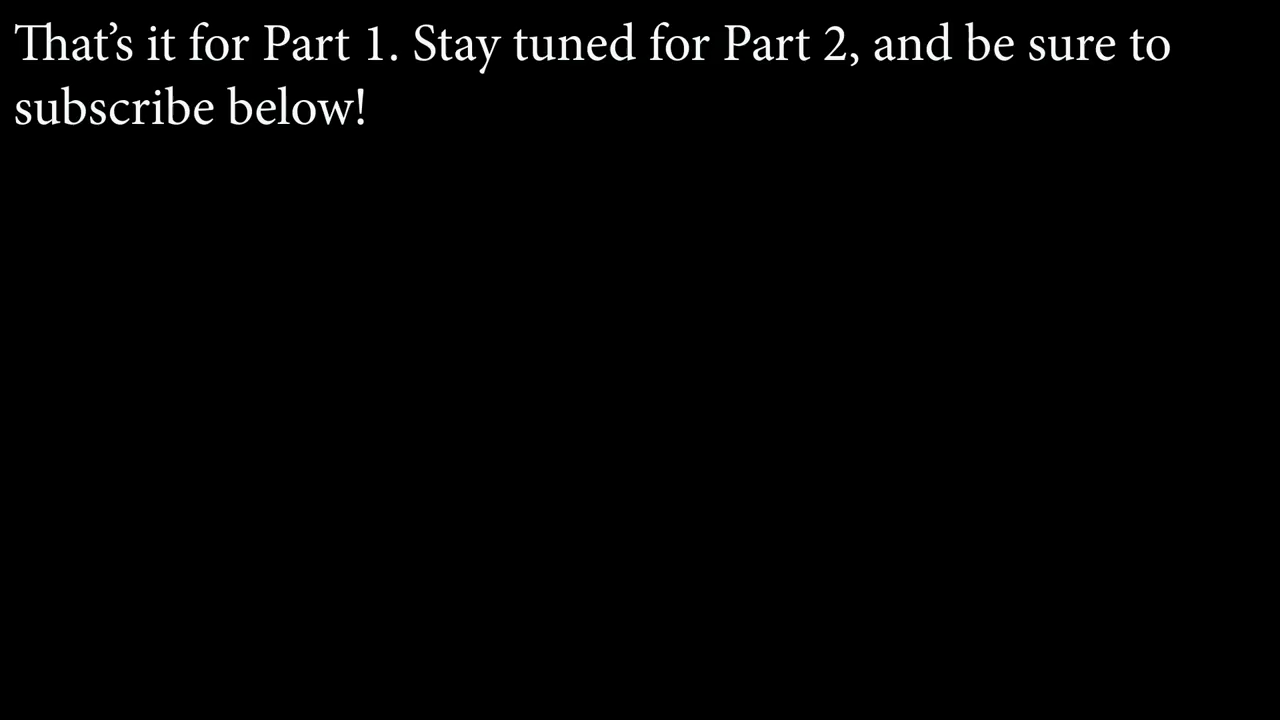 That’s it for Part 1. Stay tuned for Part 2, and be sure to
subscribe below!